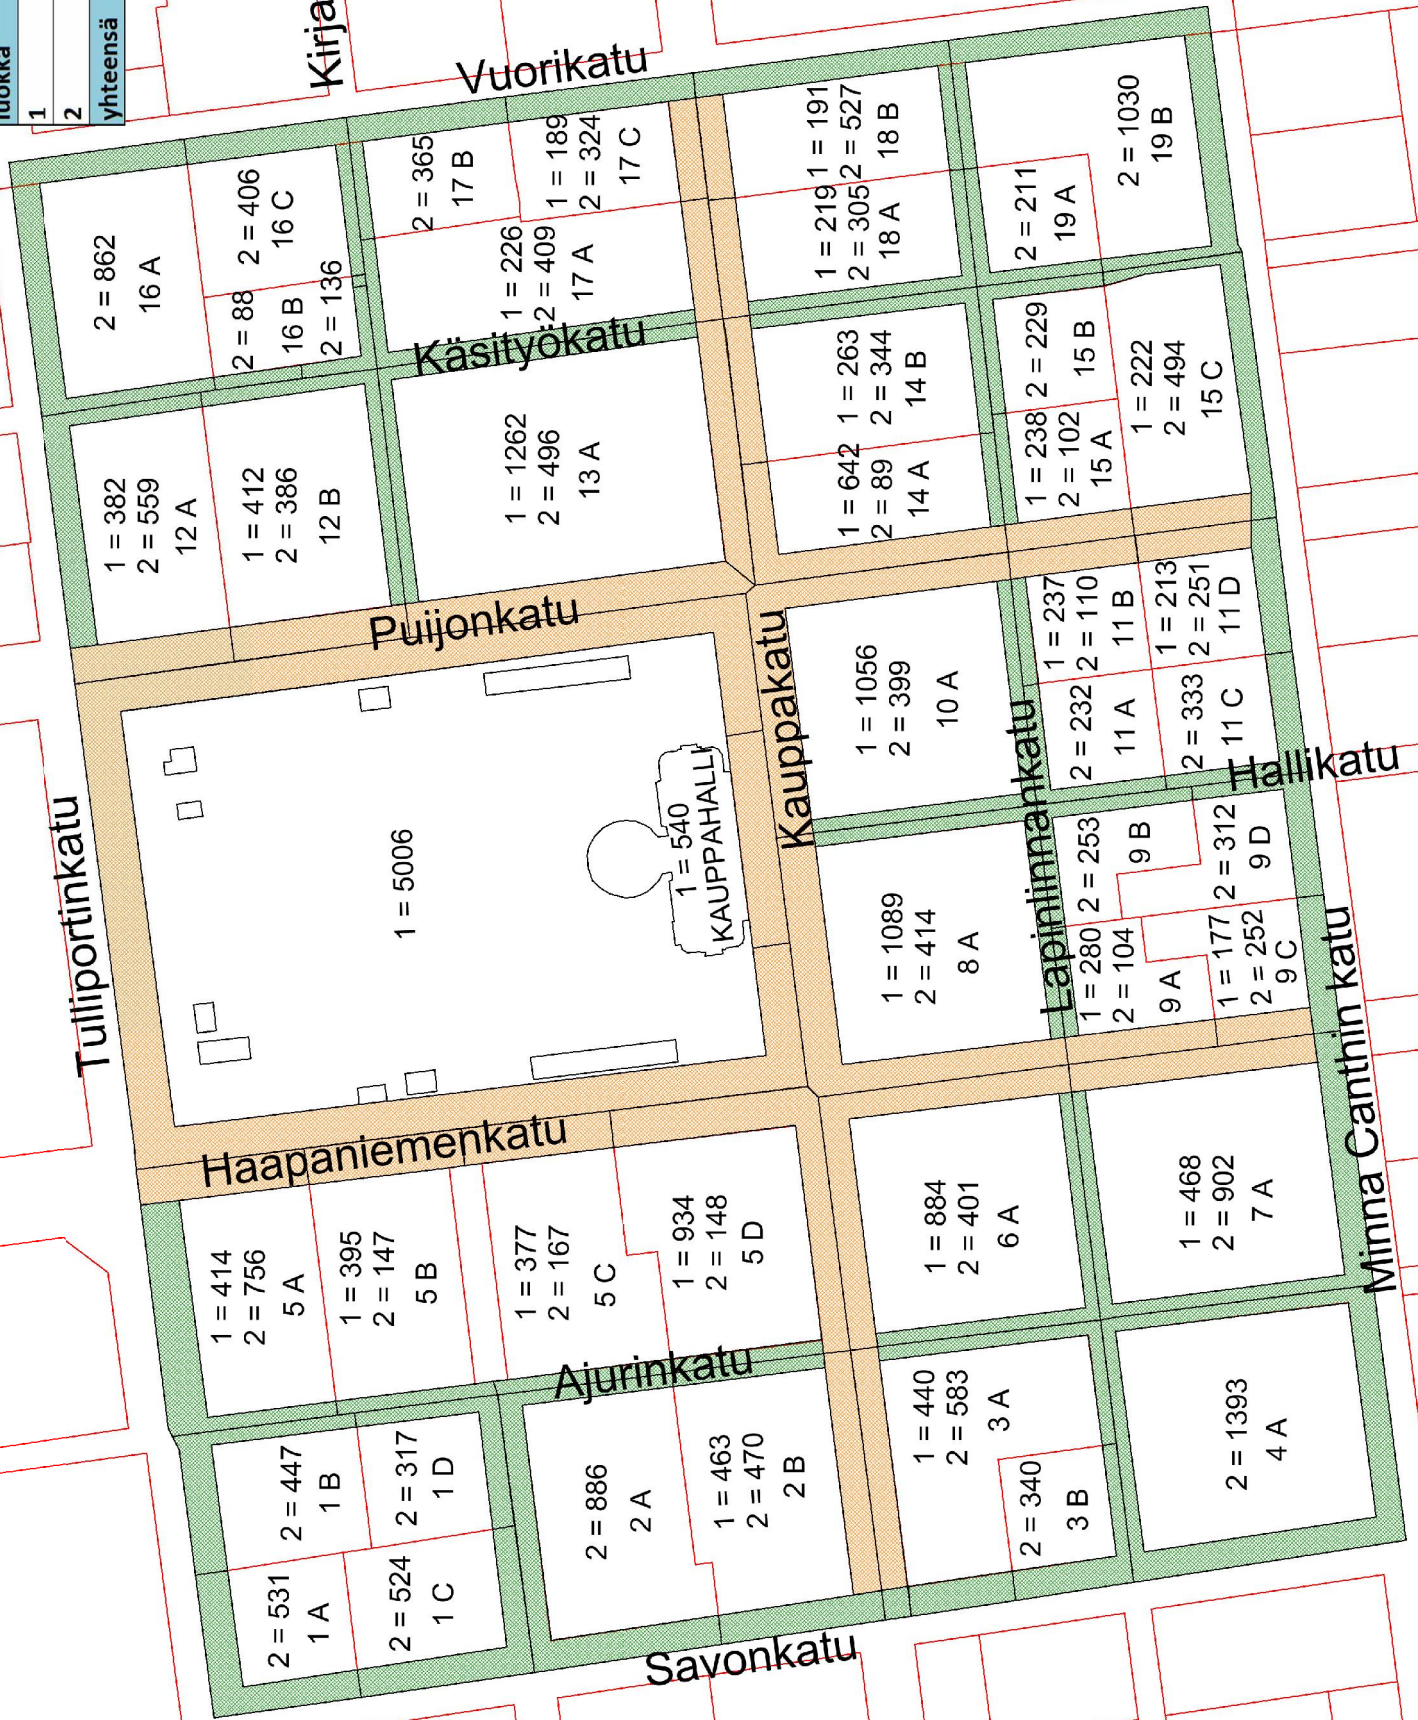 luokka
1
2
yhteensä
Kirja
Vuorikatu
2 = 862
16 A
2 = 406
16 C
2 = 88
16 B
2 = 136
2 = 365
17 B
1 = 189
2 = 324
17 C
1 = 226
2 = 409
17 A
1 = 191
2 = 527
18 B
1 = 219
2 = 305
18 A
2 = 1030
19 B
2 = 211
19 A
Käsityökatu
1 = 382
2 = 559
12 A
1 = 412
2 = 386
12 B
1 = 1262
2 = 496
13 A
1 = 263
2 = 344
14 B
1 = 642
2 = 89
14 A
2 = 229
15 B
1 = 238
2 = 102
15 A
1 = 222
2 = 494
15 C
Puijonkatu
Kauppakatu
1 = 1056
2 = 399
10 A
1 = 237
2 = 110
11 B
1 = 213
2 = 251
11 D
2 = 232
11 A
2 = 333
11 C
Lapinlinnankatu
Hallikatu
Tulliportinkatu
1 = 5006
1 = 540
KAUPPAHALLI
1 = 1089
2 = 414
8 A
2 = 253
9 B
2 = 312
9 D
1 = 280
2 = 104
9 A
1 = 177
2 = 252
9 C
Minna Canthin katu
Haapaniemenkatu
1 = 414
2 = 756
5 A
1 = 395
2 = 147
5 B
1 = 377
2 = 167
5 C
1 = 934
2 = 148
5 D
1 = 884
2 = 401
6 A
1 = 468
2 = 902
7 A
Ajurinkatu
2 = 447
1 B
2 = 317
1 D
2 = 531
1 A
2 = 524
1 C
2 = 886
2 A
1 = 463
2 = 470
2 B
1 = 440
2 = 583
3 A
2 = 340
3 B
2 = 1393
4 A
Savonkatu